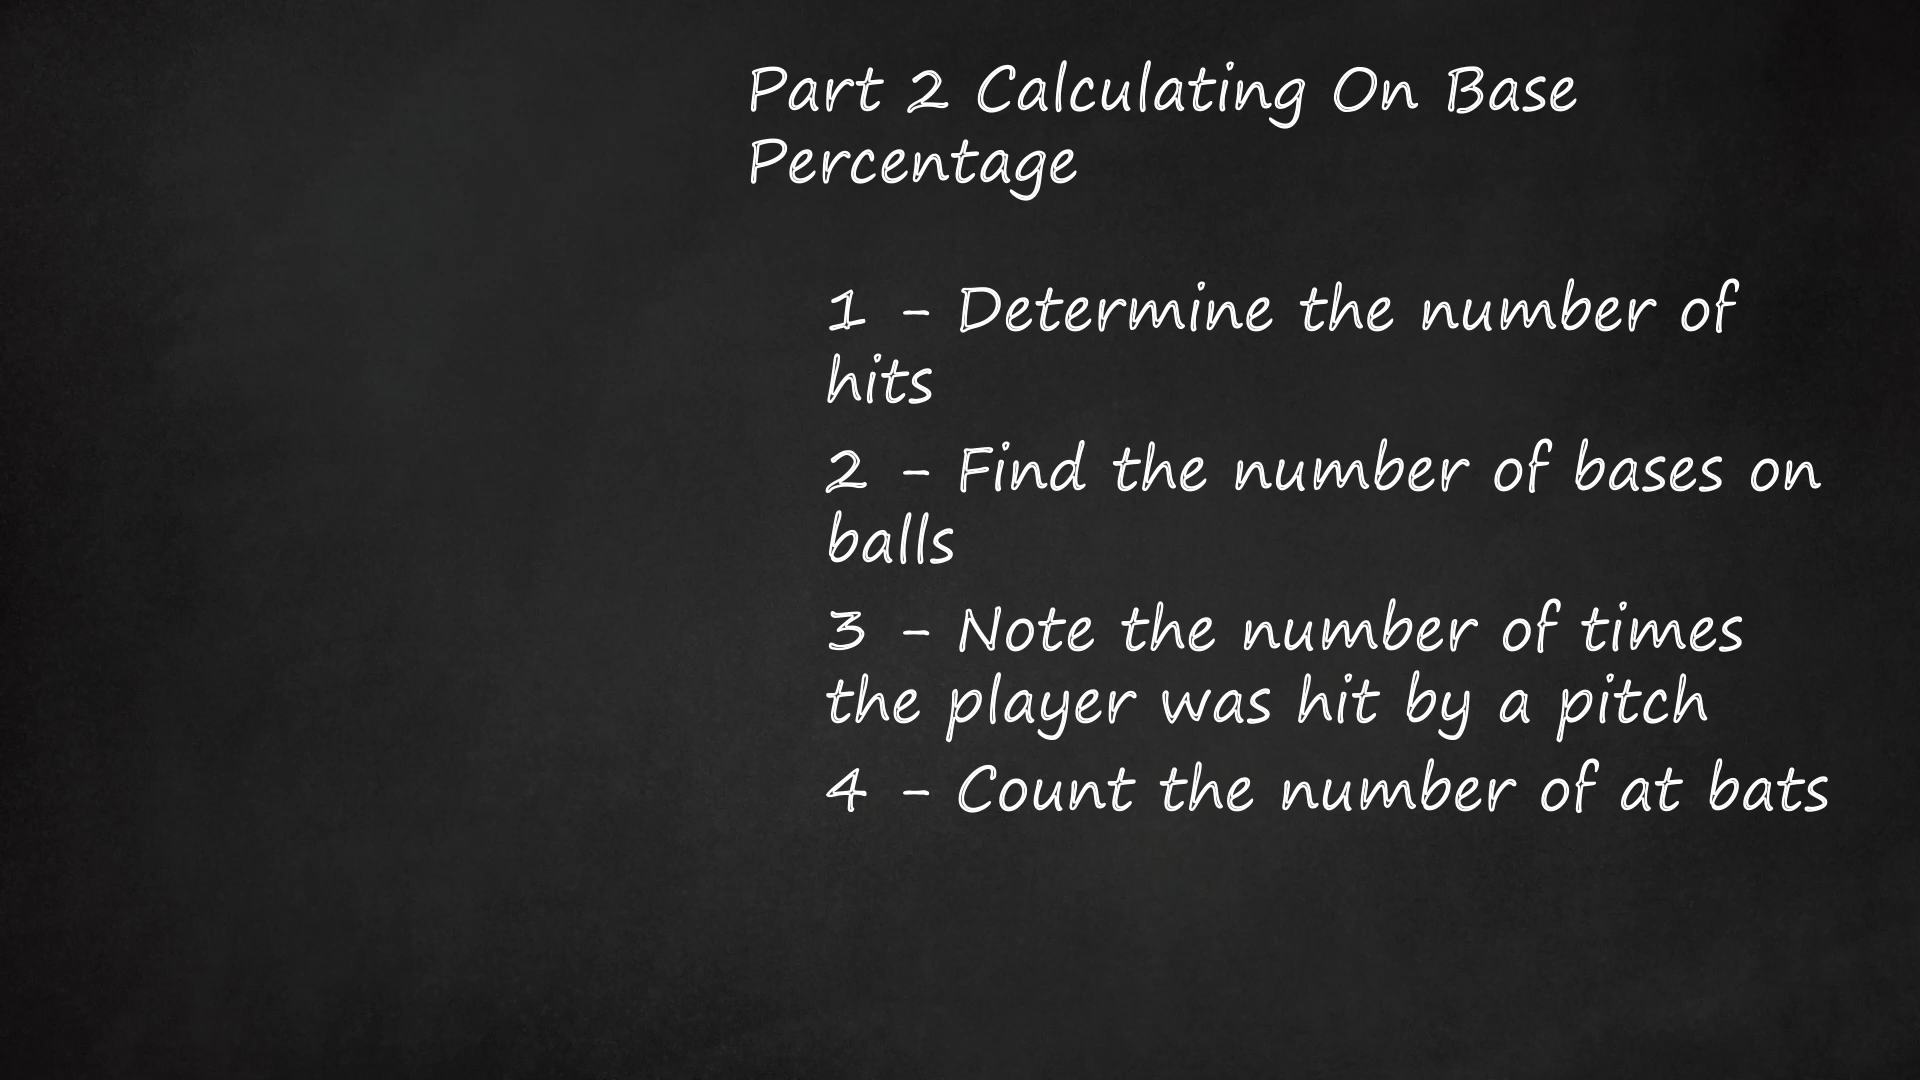 Part 2 Calculating On Base
Percentage
1 - Determine the number of
hits
2 - Find the number of bases on
balls
3 - Note the number of times
the player was hit by a pitch
4 - Count the number of at bats